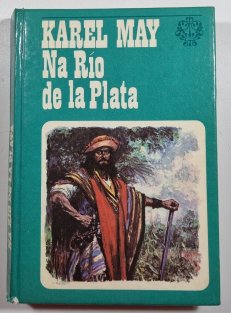 KAREL MAY
Na Río
de la Plata